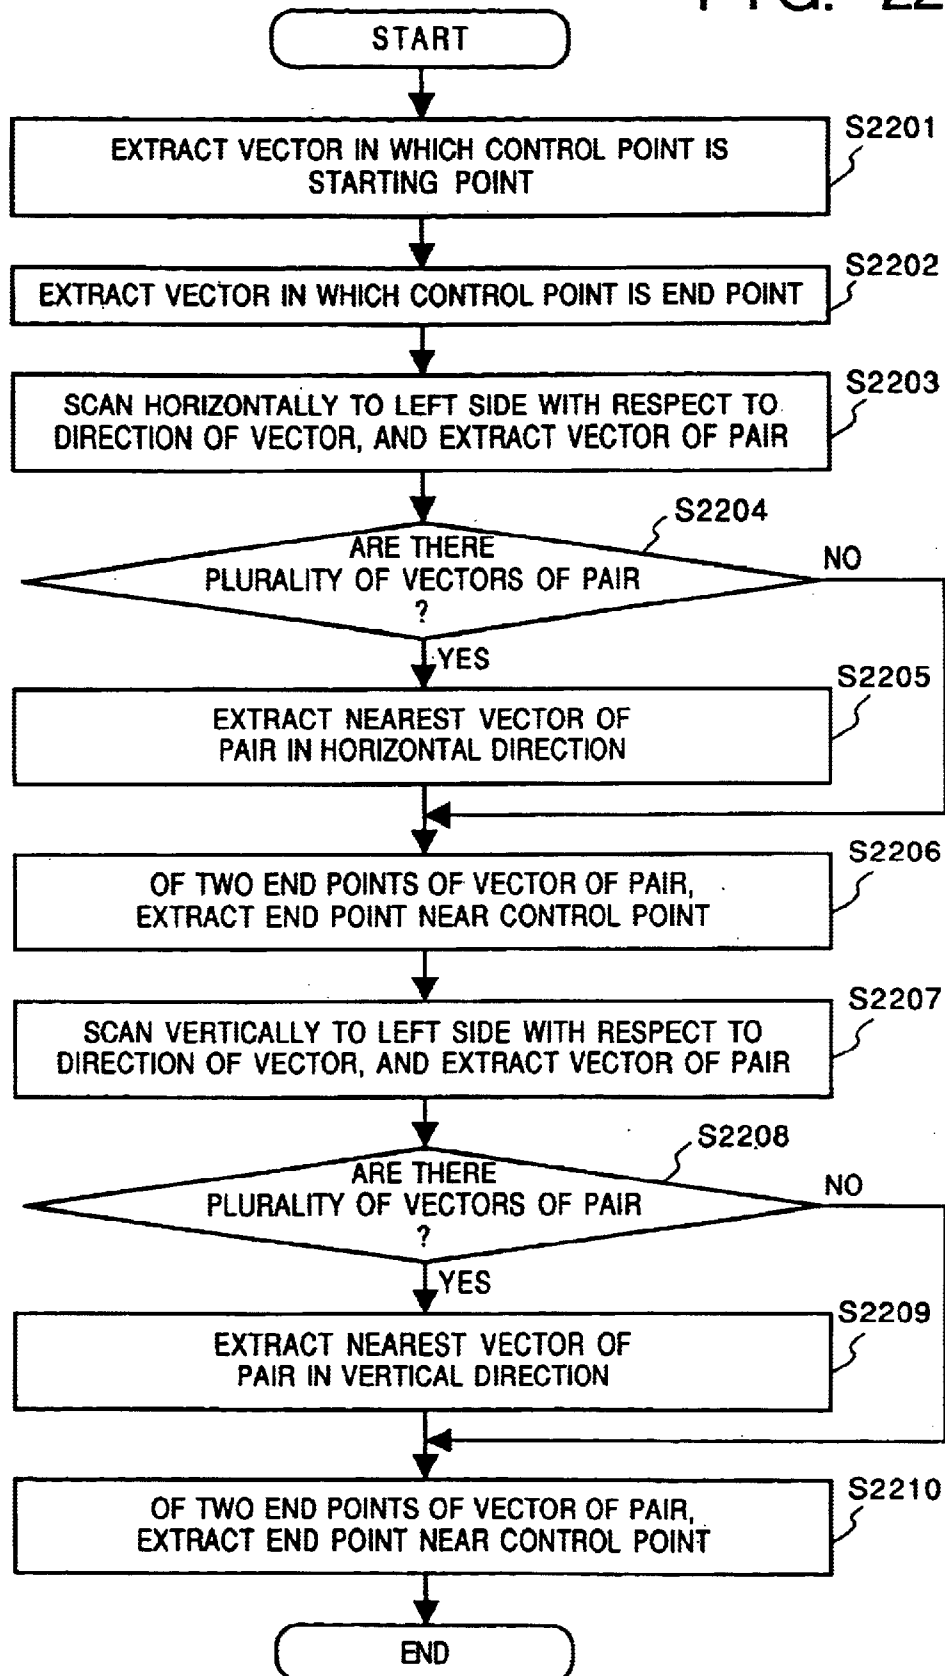 FIG. 22
START
S2201
EXTRACT VECTOR IN WHICH CONTROL POINT IS
STARTING POINT
S2202
EXTRACT VECTOR IN WHICH CONTROL POINT IS END POINT
S2203
SCAN HORIZONTALLY TO LEFT SIDE WITH RESPECT TO
DIRECTION OF VECTOR, AND EXTRACT VECTOR OF PAIR
S2204
ARE THERE
PLURALITY OF VECTORS OF PAIR
?
NO
YES
S2205
EXTRACT NEAREST VECTOR OF
PAIR IN HORIZONTAL DIRECTION
S2206
OF TWO END POINTS OF VECTOR OF PAIR,
EXTRACT END POINT NEAR CONTROL POINT
S2207
SCAN VERTICALLY TO LEFT SIDE WITH RESPECT TO
DIRECTION OF VECTOR, AND EXTRACT VECTOR OF PAIR
S2208
ARE THERE
PLURALITY OF VECTORS OF PAIR
?
NO
YES
S2209
EXTRACT NEAREST VECTOR OF
PAIR IN VERTICAL DIRECTION
S2210
OF TWO END POINTS OF VECTOR OF PAIR,
EXTRACT END POINT NEAR CONTROL POINT
END